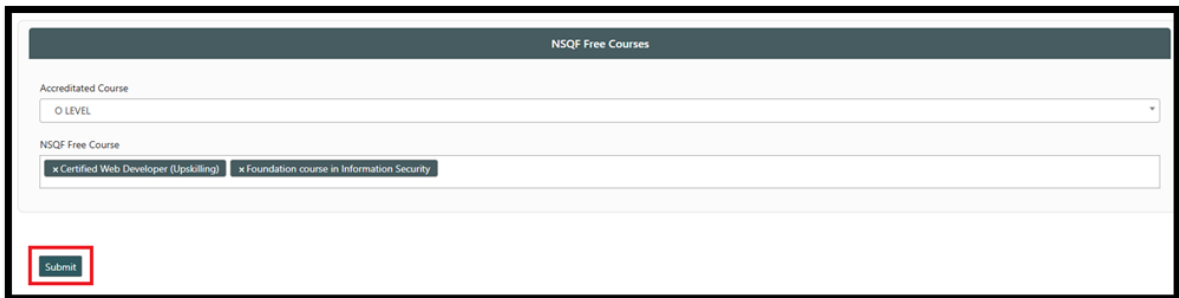 NSQF Free Courses
Accreditated Course
O LEVEL
NSQF Free Course
x Certified Web Developer (Upskilling) x Foundation course in Information Security
Submit